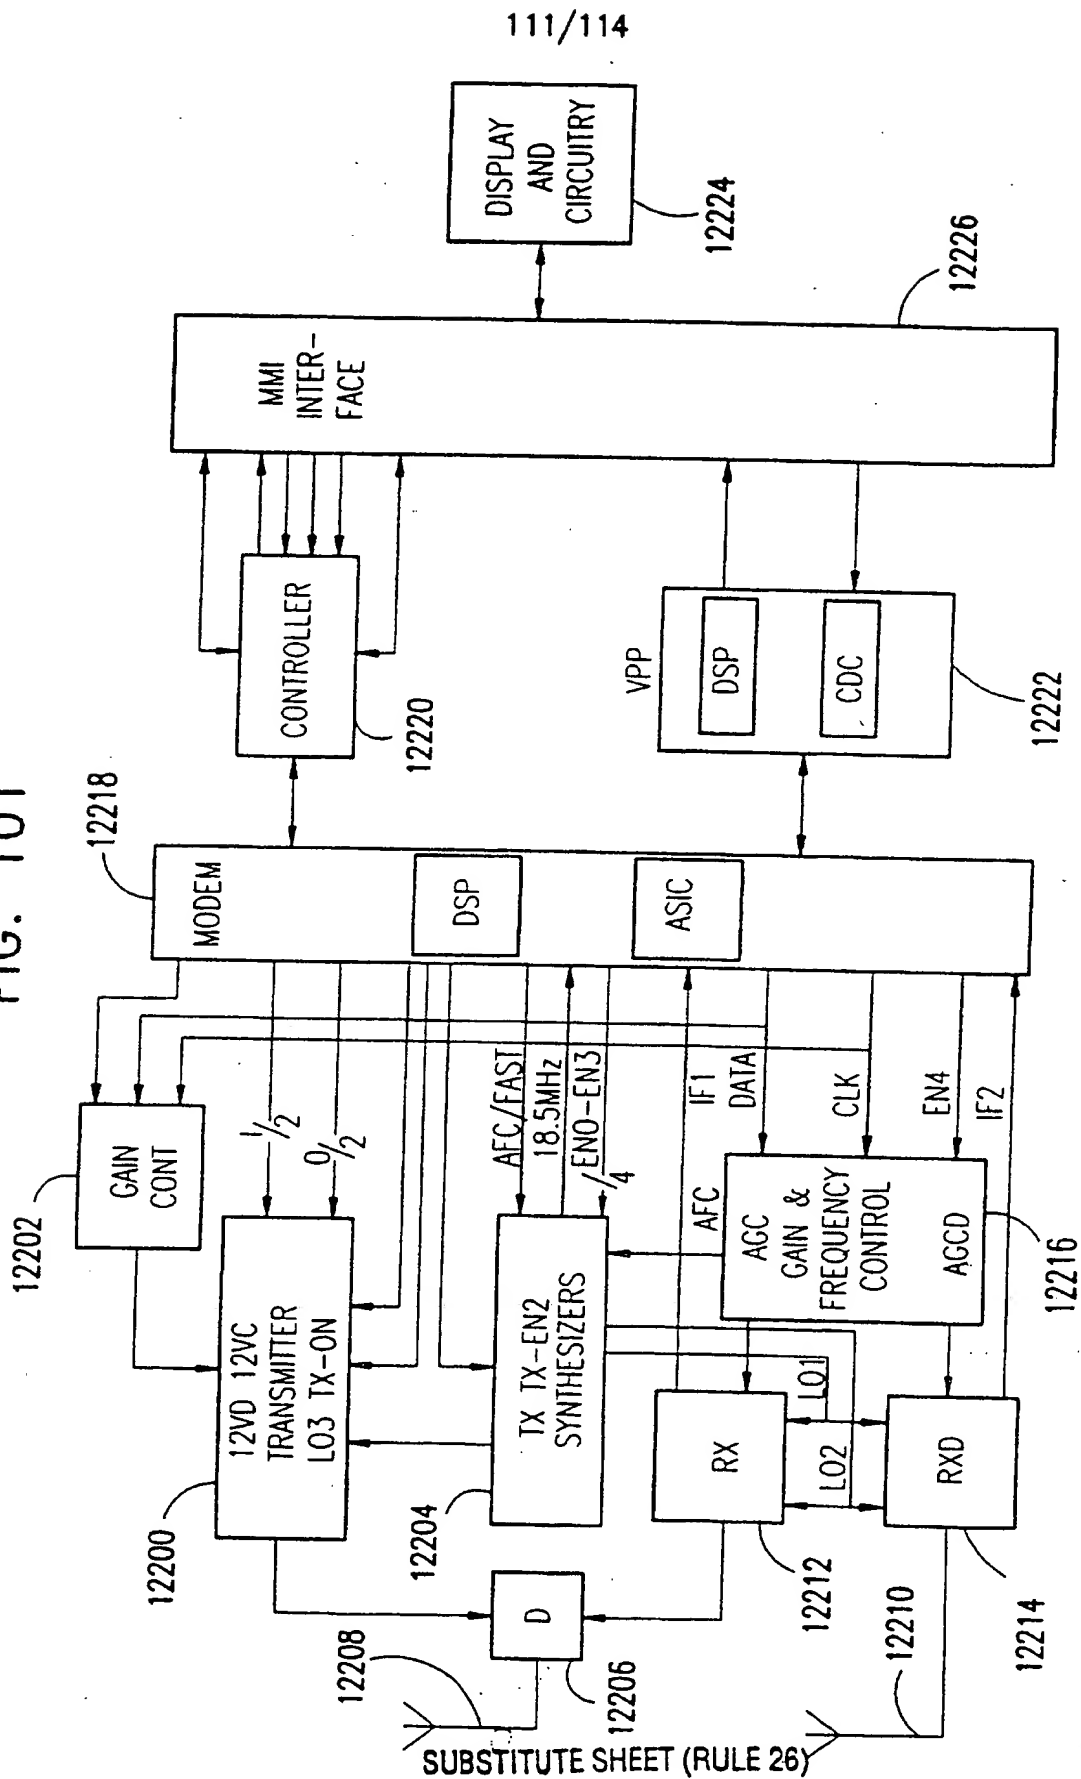 111/114
FIG. 101
12202
GAIN
CONT
12218
MODEM
DSP
ASIC
12220
CONTROLLER
MMI
INTER-
FACE
DISPLAY
AND
CIRCUITRY
12224
12226
12200
12VD 12VC
TRANSMITTER
LO3 TX-ON
1/2
0/2
12204
TX TX-EN2
SYNTHESIZERS
AFC/FAST
18.5MHz
ENO-EN3
/4
IF1
DATA
CLK
EN4
IF2
AFC
AGC
GAIN &
FREQUENCY
CONTROL
AGCD
12216
VPP
DSP
CDC
12222
12208
D
12206
RX
12212
LO1
LO2
RXD
12214
12210
SUBSTITUTE SHEET (RULE 26)